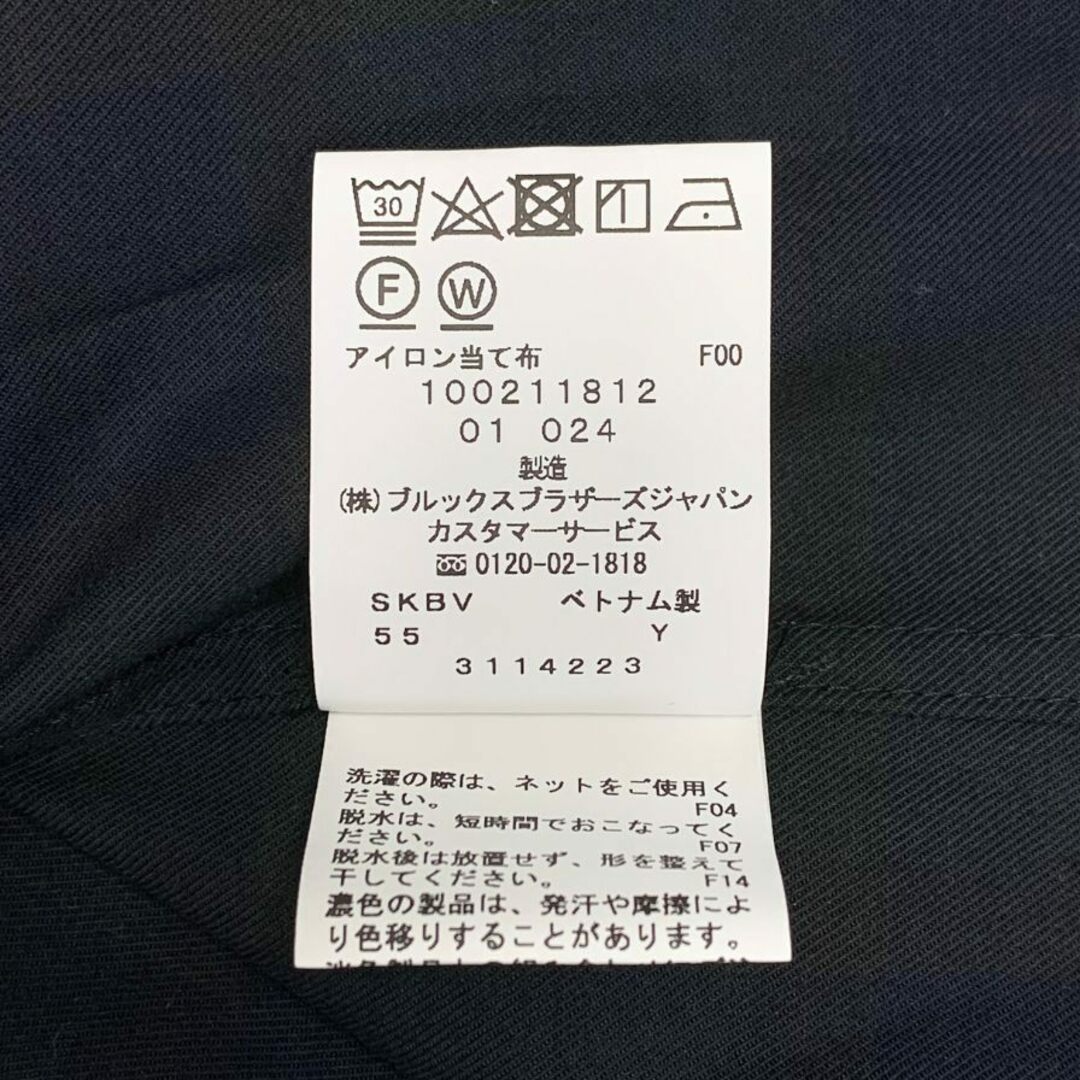 30
F W
アイロン当て布 F00
100211812
01 024
製造
(株)ブルックスブラザーズジャパン
カスタマーサービス
0120-02-1818
SKBV ベトナム製
55 Y
3114223
洗濯の際は、ネットをご使用く
ださい。 F04
脱水は、短時間でおこなってく
ださい。 F07
脱水後は放置せず、形を整えて
干してください。 F14
濃色の製品は、発汗や摩擦によ
り色移りすることがあります。